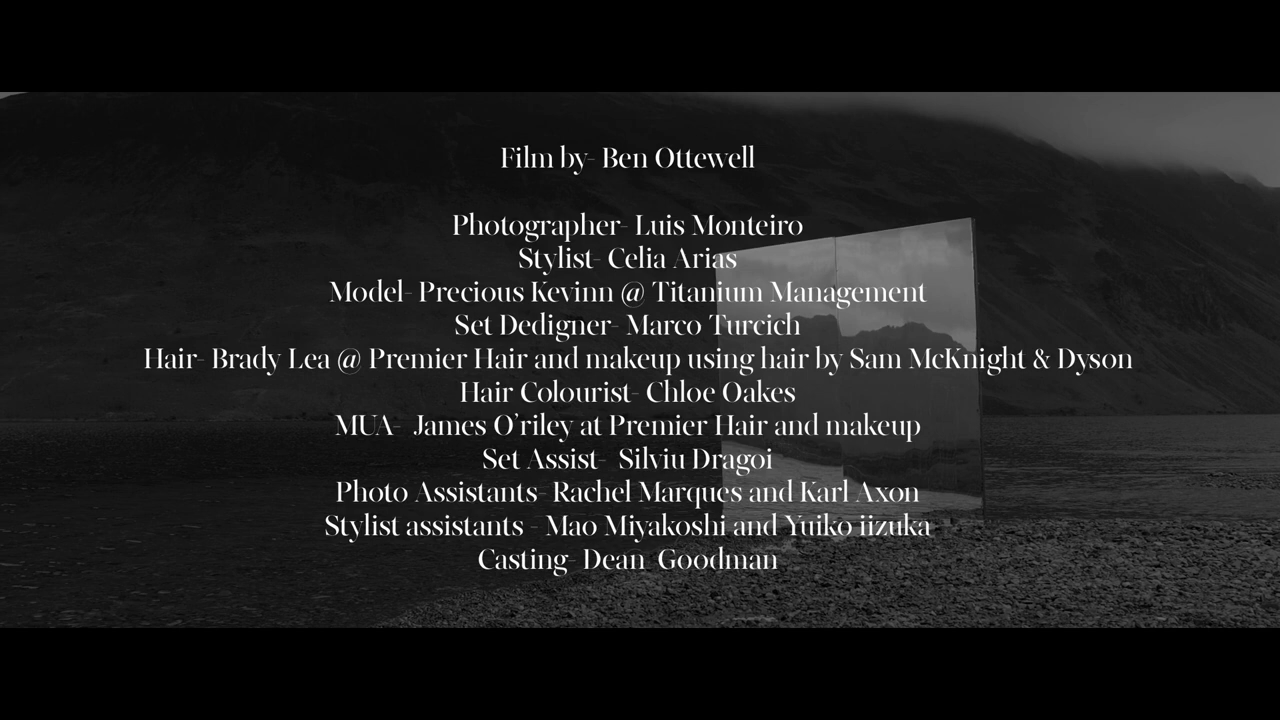 Film by- Ben Ottewell
Photographer- Luis Monteiro
Stylist- Celia Arias
Model- Precious Kevinn @ Titanium Management
Set Dedigner- Marco Turcich
Hair- Brady Lea @ Premier Hair and makeup using hair by Sam McKnight & Dyson
Hair Colourist- Chloe Oakes
MUA- James O'riley at Premier Hair and makeup
Set Assist- Silviu Dragoi
Photo Assistants- Rachel Marques and Karl Axon
Stylist assistants - Mao Miyakoshi and Yuiko iizuka
Casting- Dean Goodman